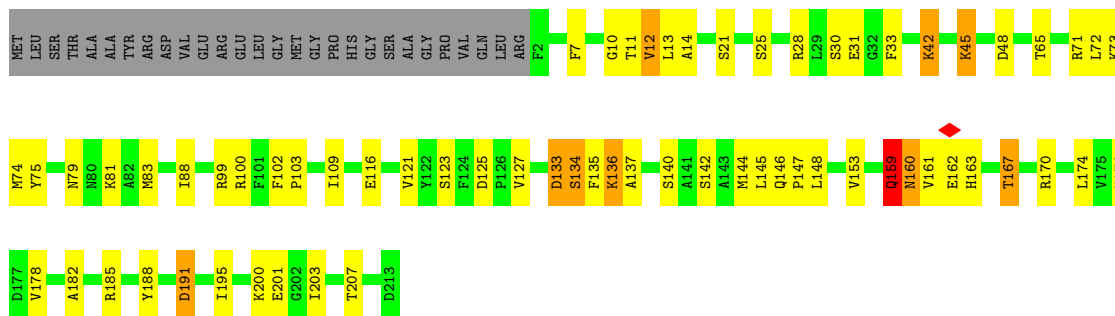 MET LEU SER THR ALA ALA TYR ARG ASP VAL GLU ARG GLU LEU GLY MET GLY PRO HIS GLY SER ALA GLY PRO VAL GLN LEU ARG F2 F7 G10 T11 V12 L13 A14 S21 S25 R28 L29 S30 E31 G32 F33 K42 K45 D48 T65 R71 L72 K73
M74 Y75 N79 N80 K81 A82 M83 I88 R99 R100 F101 F102 P103 I109 E116 V121 Y122 S123 F124 D125 P126 V127 D133 S134 F135 K136 A137 S140 A141 S142 A143 M144 L145 Q146 P147 L148 V153 Q159 N160 V161 E162 H163 T167 R170 L174 V175
D177 V178 A182 R185 Y188 D191 I195 K200 E201 G202 I203 T207 D213